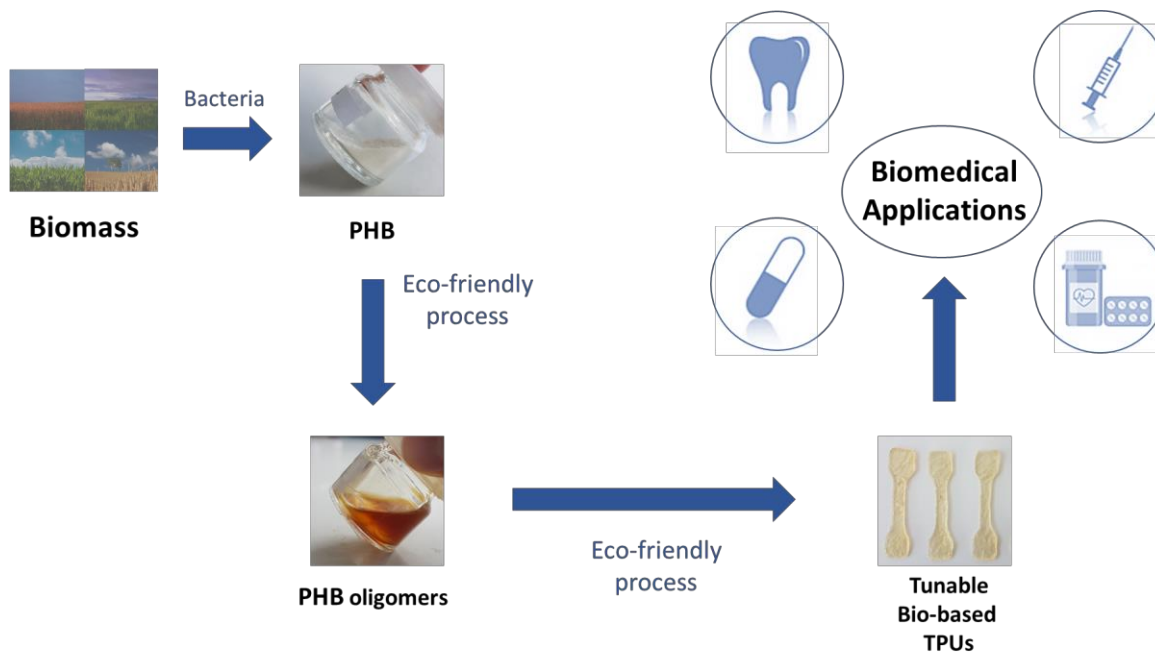 Bacteria
Biomass
PHB
Eco-friendly
process
PHB oligomers
Eco-friendly
process
Tunable
Bio-based
TPUs
Biomedical
Applications